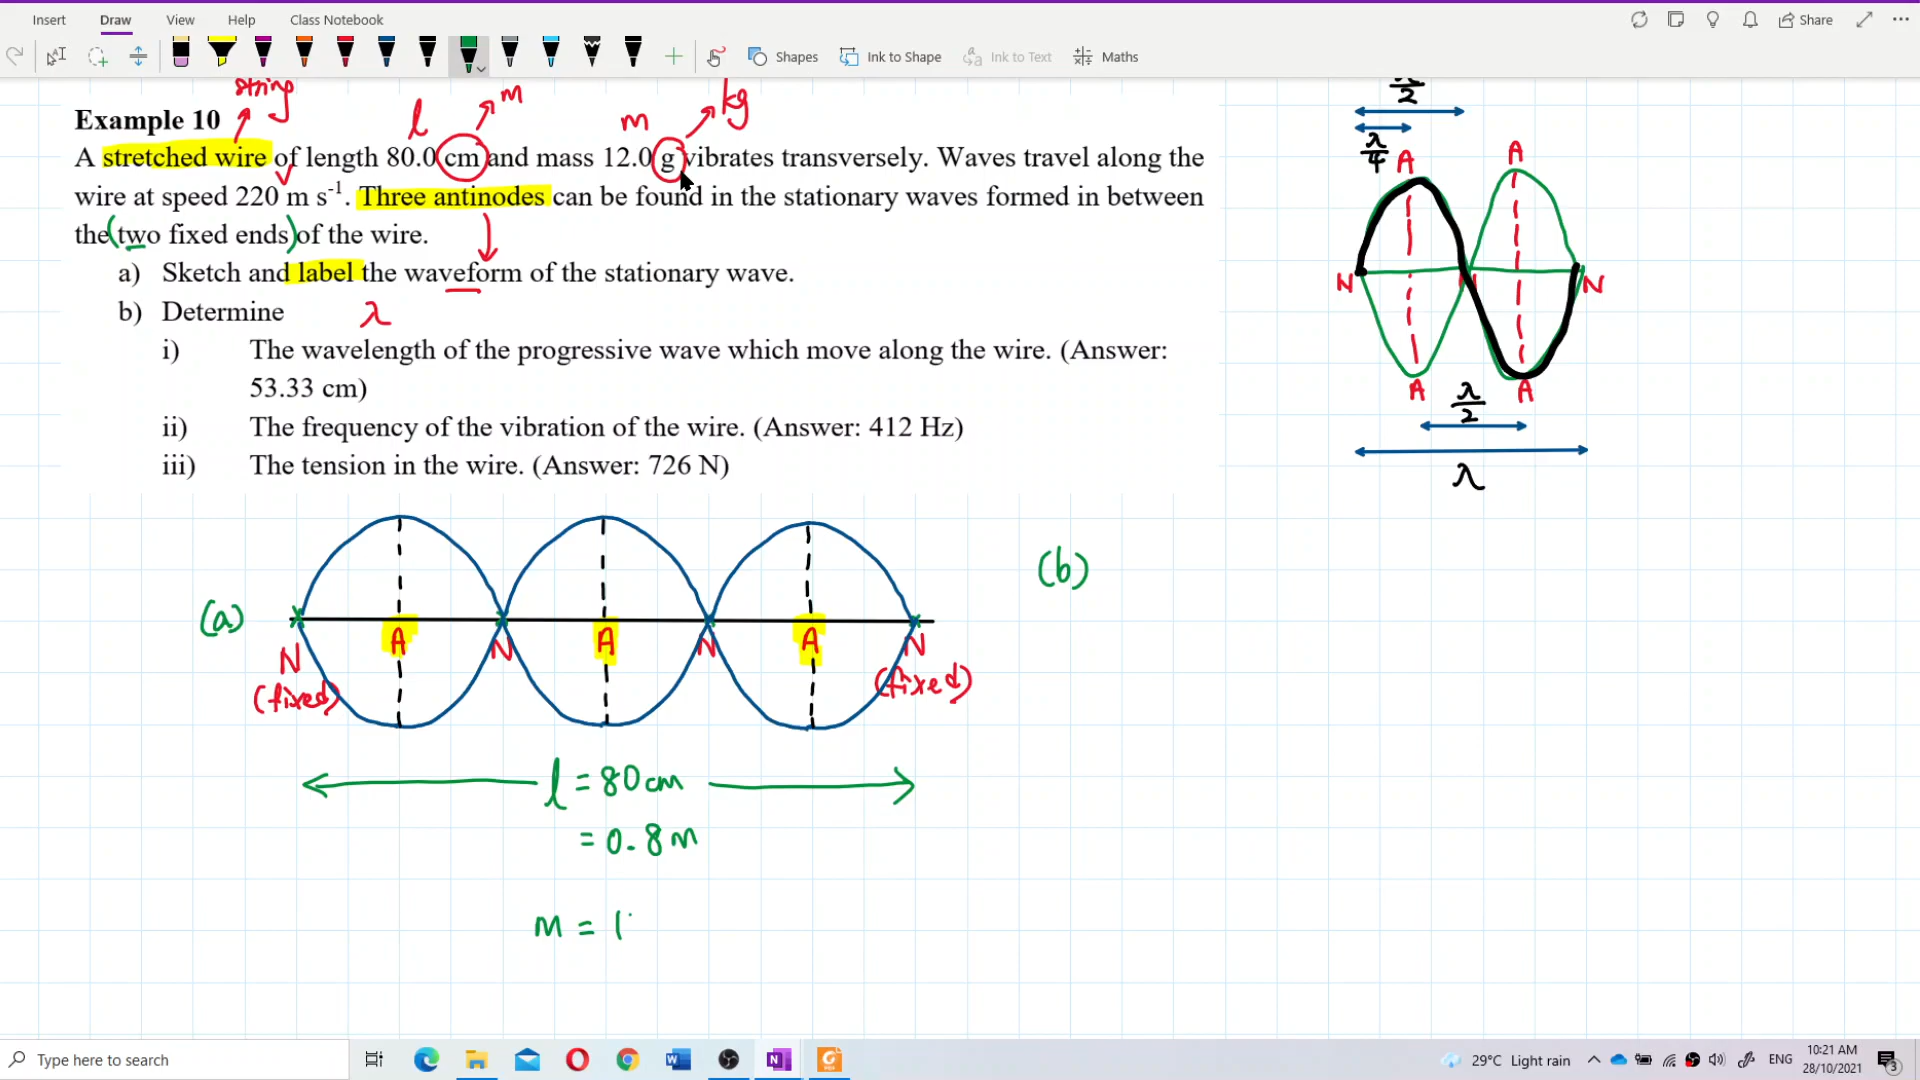 Insert Draw View Help Class Notebook Share
Shapes Ink to Shape Ink to Text Maths
string
Example 10
l m m kg
A stretched wire of length 80.0 cm and mass 12.0 g vibrates transversely. Waves travel along the
v
wire at speed 220 m s-1. Three antinodes can be found in the stationary waves formed in between
the (two fixed ends) of the wire.
a) Sketch and label the waveform of the stationary wave.
b) Determine
λ
i) The wavelength of the progressive wave which move along the wire. (Answer:
53.33 cm)
ii) The frequency of the vibration of the wire. (Answer: 412 Hz)
iii) The tension in the wire. (Answer: 726 N)
λ/2
λ/4
A A
N N N
A A
λ/2
λ
(a)
N A N A N A N
(fixed) (fixed)
l = 80 cm
= 0.8 m
m = 1
(b)
Type here to search
29°C Light rain ENG 10:21 AM
28/10/2021
3